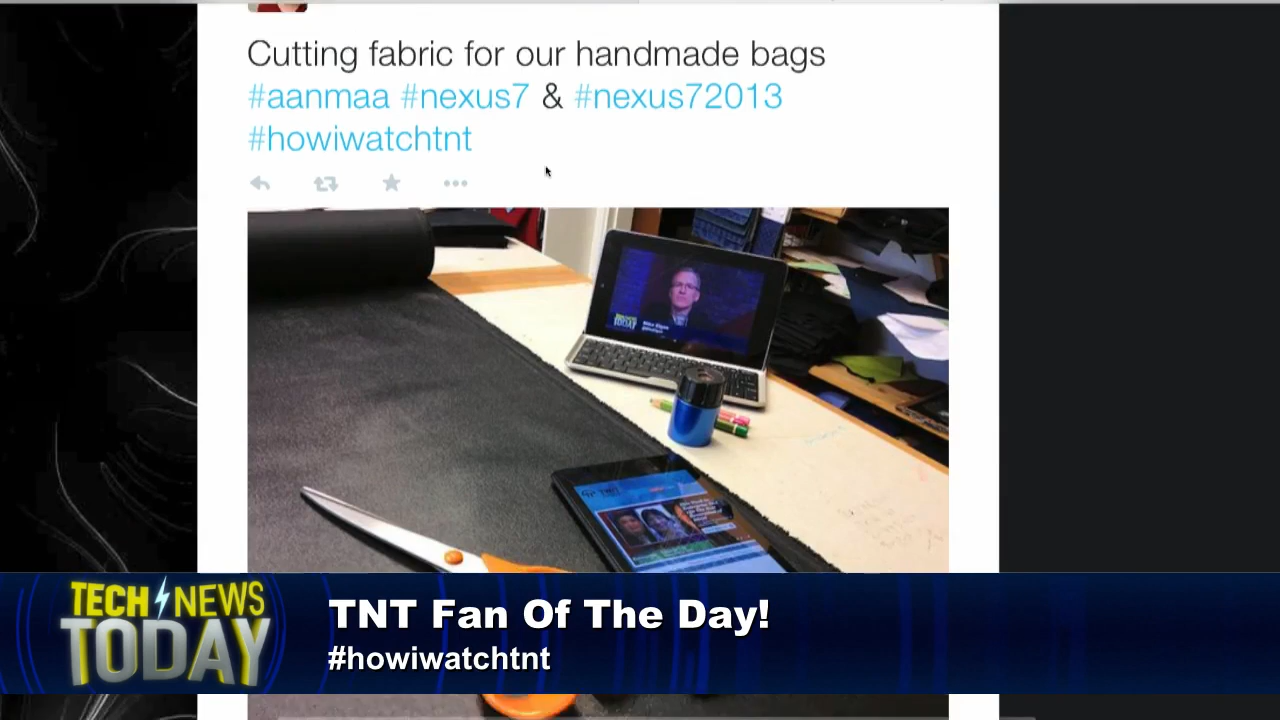 Cutting fabric for our handmade bags
#aanmaa #nexus7 & #nexus72013
#howiwatchtnt
TODAY
TECH NEWS
TODAY
TNT Fan Of The Day!
#howiwatchtnt